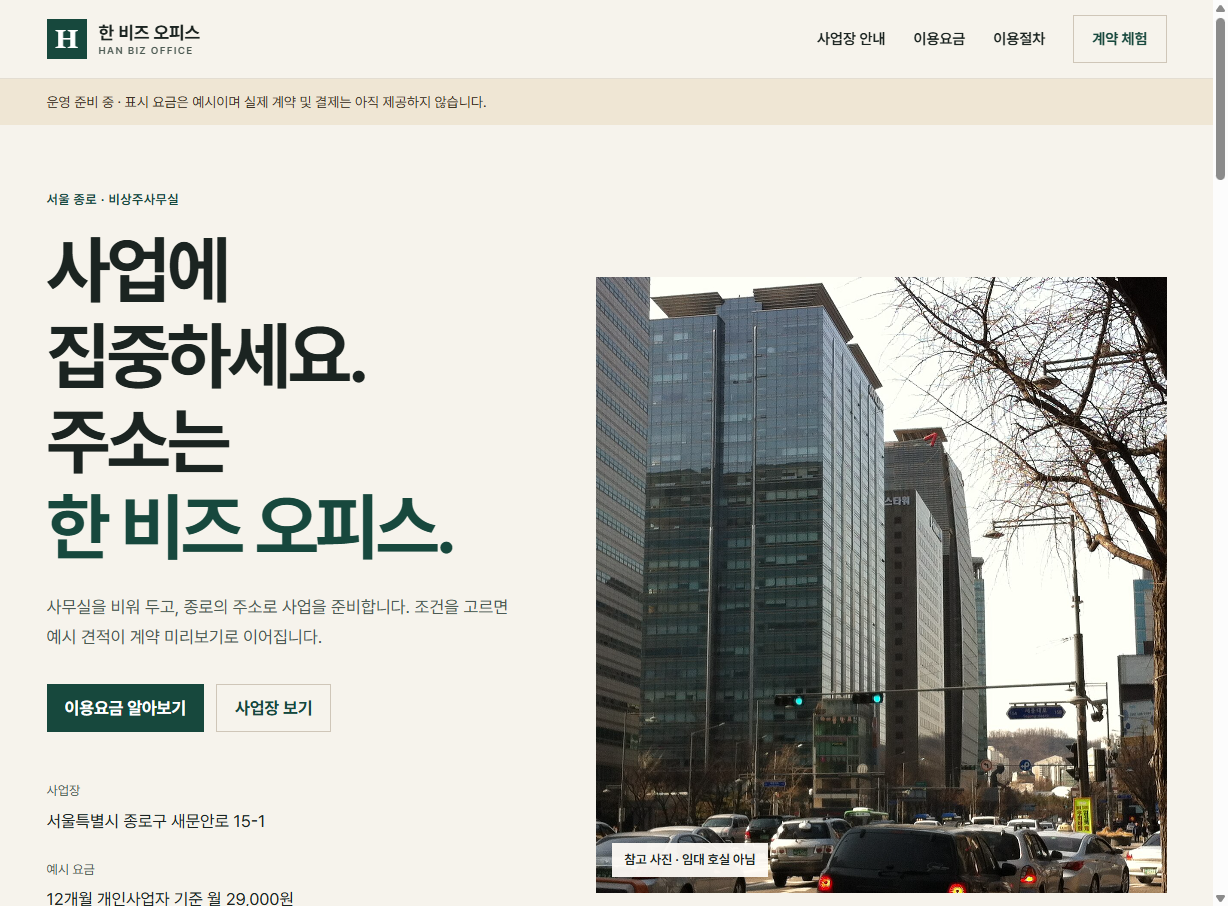 H
한 비즈 오피스
HAN BIZ OFFICE
사업장 안내
이용요금
이용절차
계약 체험
운영 준비 중 · 표시 요금은 예시이며 실제 계약 및 결제는 아직 제공하지 않습니다.
서울 종로 · 비상주사무실
사업에
집중하세요.
주소는
한 비즈 오피스.
사무실을 비워 두고, 종로의 주소로 사업을 준비합니다. 조건을 고르면
예시 견적이 계약 미리보기로 이어집니다.
이용요금 알아보기
사업장 보기
사업장
서울특별시 종로구 새문안로 15-1
예시 요금
12개월 개인사업자 기준 월 29,000원
스타워
참고 사진 · 임대 호실 아님